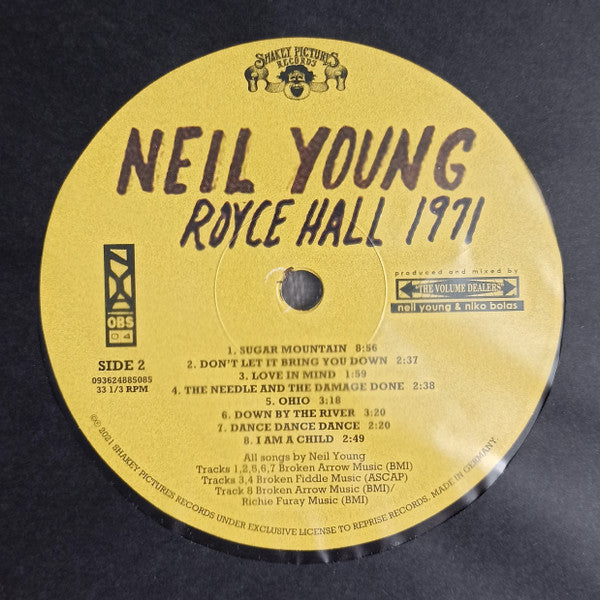 SHAKEY PICTURES
RECORDS
NEIL YOUNG
ROYCE HALL 1971
NYA
OBS
04
produced and mixed by
"THE VOLUME DEALERS"
neil young & niko bolas
SIDE 2
093624885085
33 1/3 RPM
1. SUGAR MOUNTAIN 8:56
2. DON'T LET IT BRING YOU DOWN 2:37
3. LOVE IN MIND 1:59
4. THE NEEDLE AND THE DAMAGE DONE 2:38
5. OHIO 3:18
6. DOWN BY THE RIVER 3:20
7. DANCE DANCE DANCE 2:20
8. I AM A CHILD 2:49
All songs by Neil Young
Tracks 1,2,5,6,7 Broken Arrow Music (BMI)
Tracks 3,4 Broken Fiddle Music (ASCAP)
Track 8 Broken Arrow Music (BMI)/
Richie Furay Music (BMI)
℗© 2021 SHAKEY PICTURES RECORDS UNDER EXCLUSIVE LICENSE TO REPRISE RECORDS. MADE IN GERMANY.